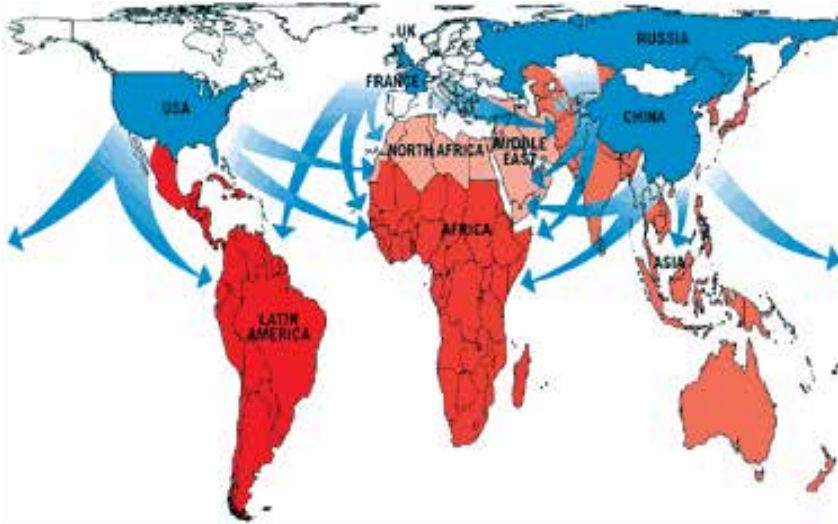 UK
RUSSIA
FRANCE
USA
CHINA
NORTH AFRICA
MIDDLE
EAST
AFRICA
ASIA
LATIN
AMERICA